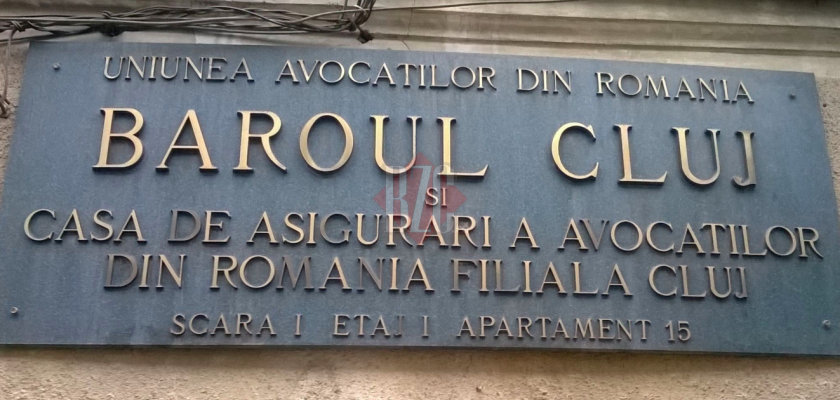 UNIUNEA AVOCATILOR DIN ROMANIA
BAROUL CLUJ
SI
CASA DE ASIGURARI A AVOCATILOR
DIN ROMANIA FILIALA CLUJ
SCARA I ETAJ I APARTAMENT 15